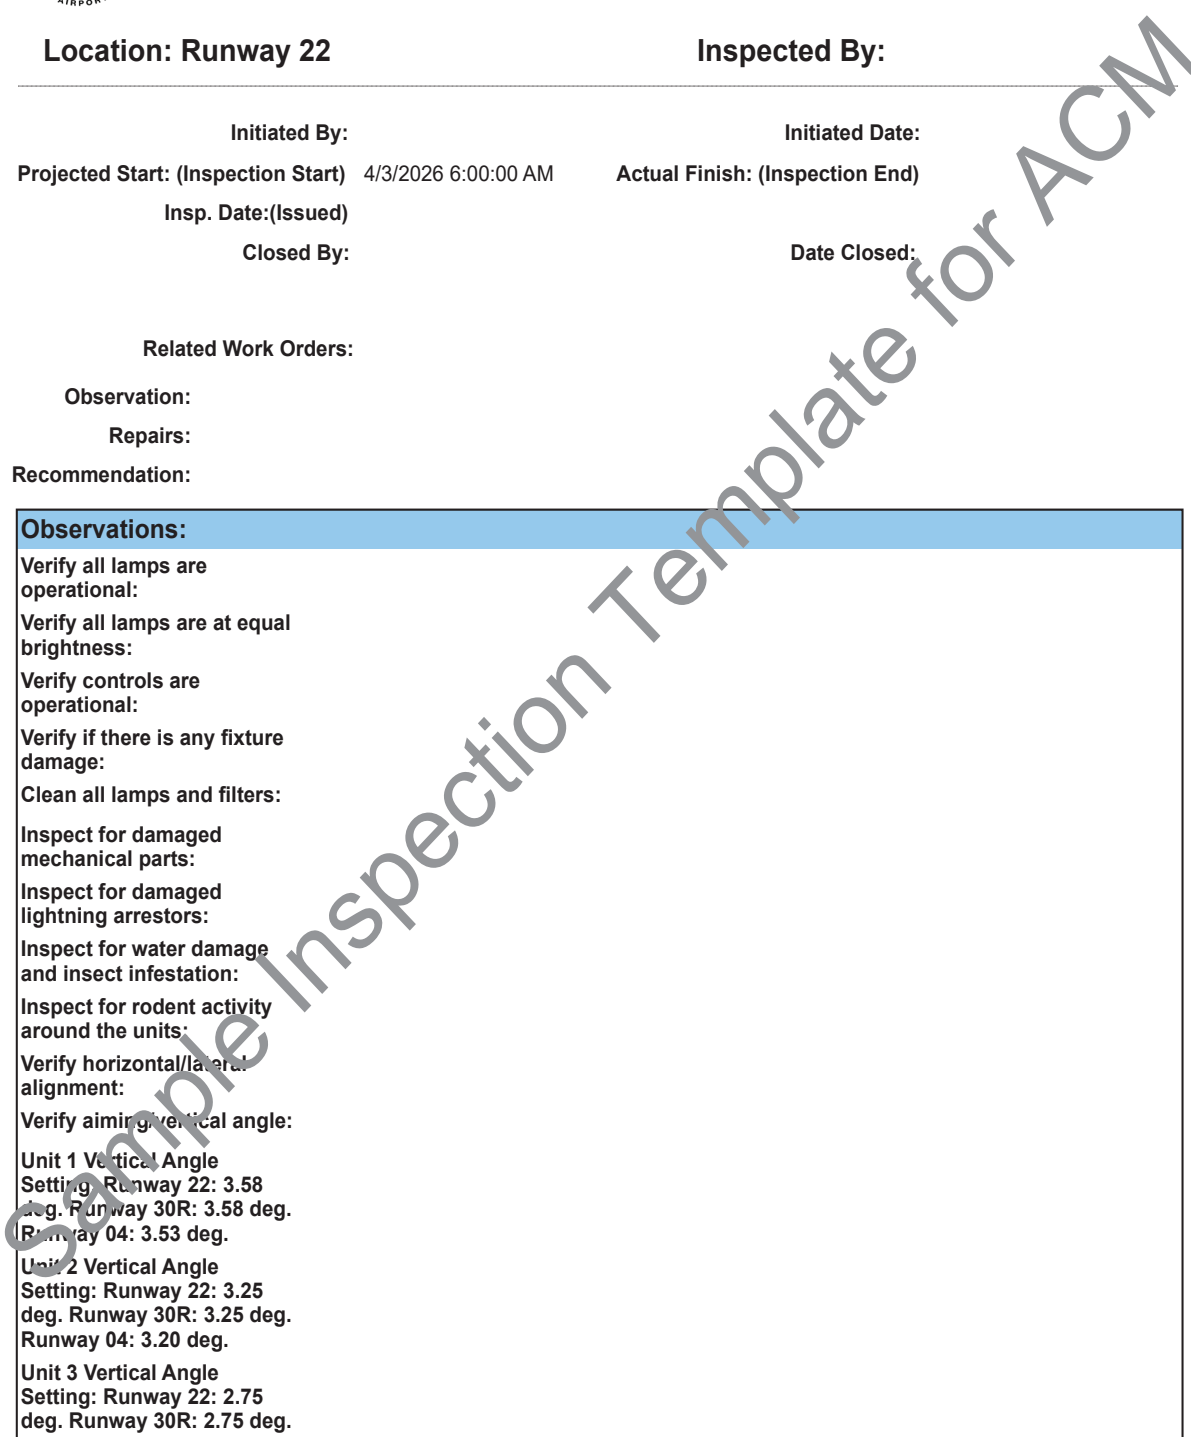 AIRPORT
Location: Runway 22 Inspected By:
Initiated By: Initiated Date:
Projected Start: (Inspection Start) 4/3/2026 6:00:00 AM Actual Finish: (Inspection End)
Insp. Date:(Issued)
Closed By: Date Closed:
Related Work Orders:
Observation:
Repairs:
Recommendation:
Observations:
Verify all lamps are
operational:
Verify all lamps are at equal
brightness:
Verify controls are
operational:
Verify if there is any fixture
damage:
Clean all lamps and filters:
Inspect for damaged
mechanical parts:
Inspect for damaged
lightning arrestors:
Inspect for water damage
and insect infestation:
Inspect for rodent activity
around the units:
Verify horizontal/lateral
alignment:
Verify aiming/vertical angle:
Unit 1 Vertical Angle
Setting: Runway 22: 3.58
deg. Runway 30R: 3.58 deg.
Runway 04: 3.53 deg.
Unit 2 Vertical Angle
Setting: Runway 22: 3.25
deg. Runway 30R: 3.25 deg.
Runway 04: 3.20 deg.
Unit 3 Vertical Angle
Setting: Runway 22: 2.75
deg. Runway 30R: 2.75 deg.
Sample Inspection Template for ACM